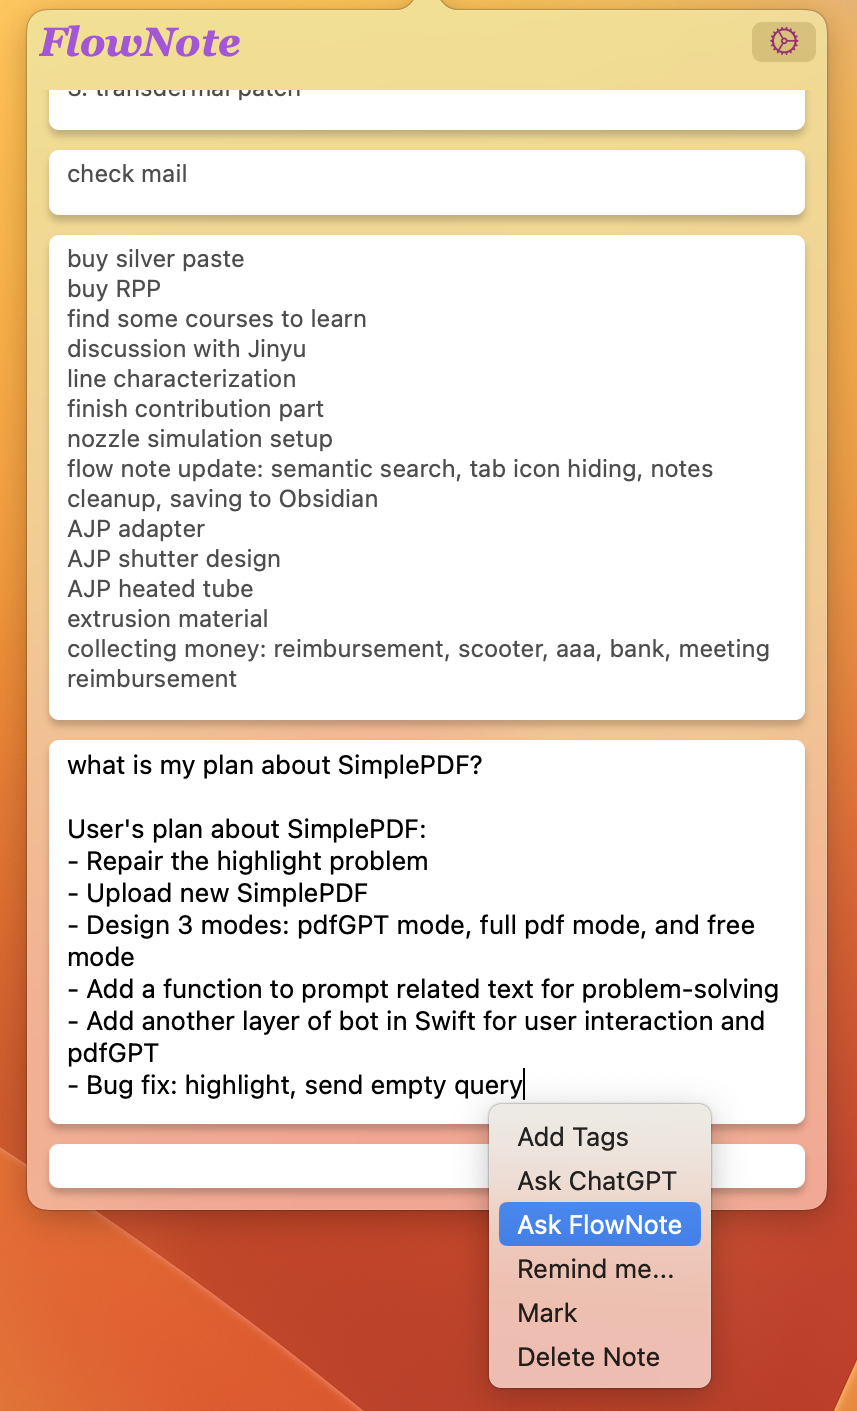 FlowNote
3. transdermal patch
check mail
buy silver paste
buy RPP
find some courses to learn
discussion with Jinyu
line characterization
finish contribution part
nozzle simulation setup
flow note update: semantic search, tab icon hiding, notes
cleanup, saving to Obsidian
AJP adapter
AJP shutter design
AJP heated tube
extrusion material
collecting money: reimbursement, scooter, aaa, bank, meeting
reimbursement
what is my plan about SimplePDF?
User's plan about SimplePDF:
- Repair the highlight problem
- Upload new SimplePDF
- Design 3 modes: pdfGPT mode, full pdf mode, and free
mode
- Add a function to prompt related text for problem-solving
- Add another layer of bot in Swift for user interaction and
pdfGPT
- Bug fix: highlight, send empty query
Add Tags
Ask ChatGPT
Ask FlowNote
Remind me...
Mark
Delete Note